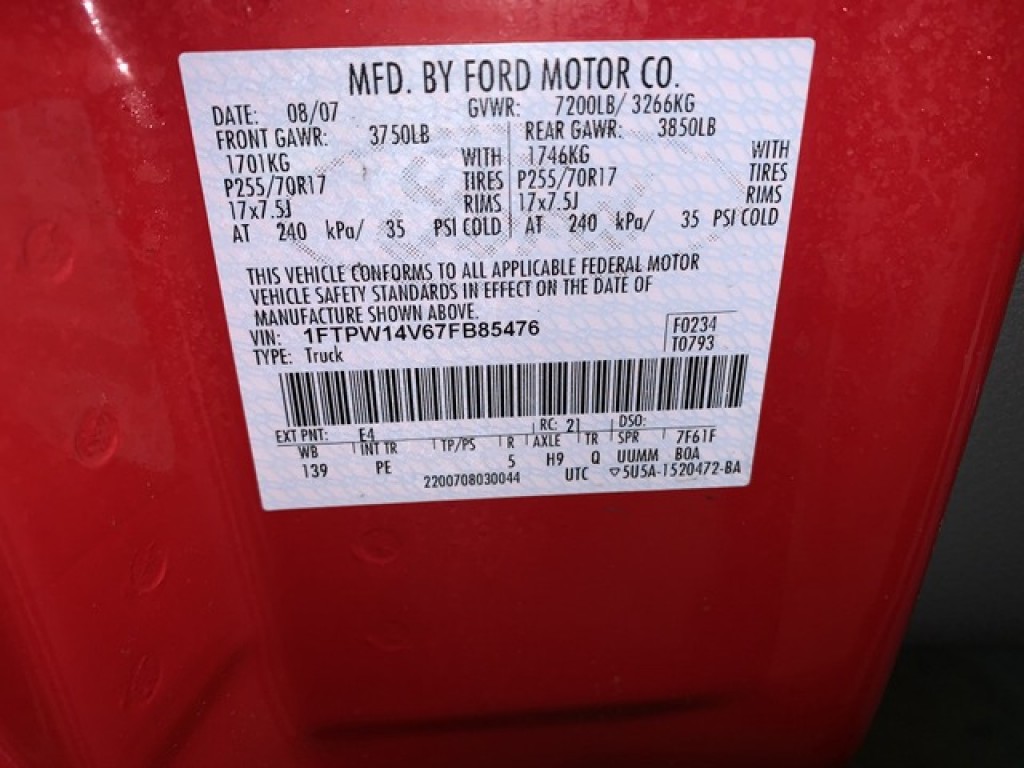 MFD. BY FORD MOTOR CO.
DATE: 08/07 GVWR: 7200LB/ 3266KG
FRONT GAWR: 3750LB REAR GAWR: 3850LB
1701KG WITH 1746KG WITH
P255/70R17 TIRES P255/70R17 TIRES
17x7.5J RIMS 17x7.5J RIMS
AT 240 kPa/ 35 PSI COLD AT 240 kPa/ 35 PSI COLD
THIS VEHICLE CONFORMS TO ALL APPLICABLE FEDERAL MOTOR
VEHICLE SAFETY STANDARDS IN EFFECT ON THE DATE OF
MANUFACTURE SHOWN ABOVE.
VIN: 1FTPW14V67FB85476 F0234
TYPE: Truck T0793
EXT PNT: E4 RC: 21 DSO:
WB INT TR TP/PS R AXLE TR SPR 7F61F
139 PE 5 H9 Q UUMM BOA
2200708030044 UTC ▽5U5A-1520472-BA